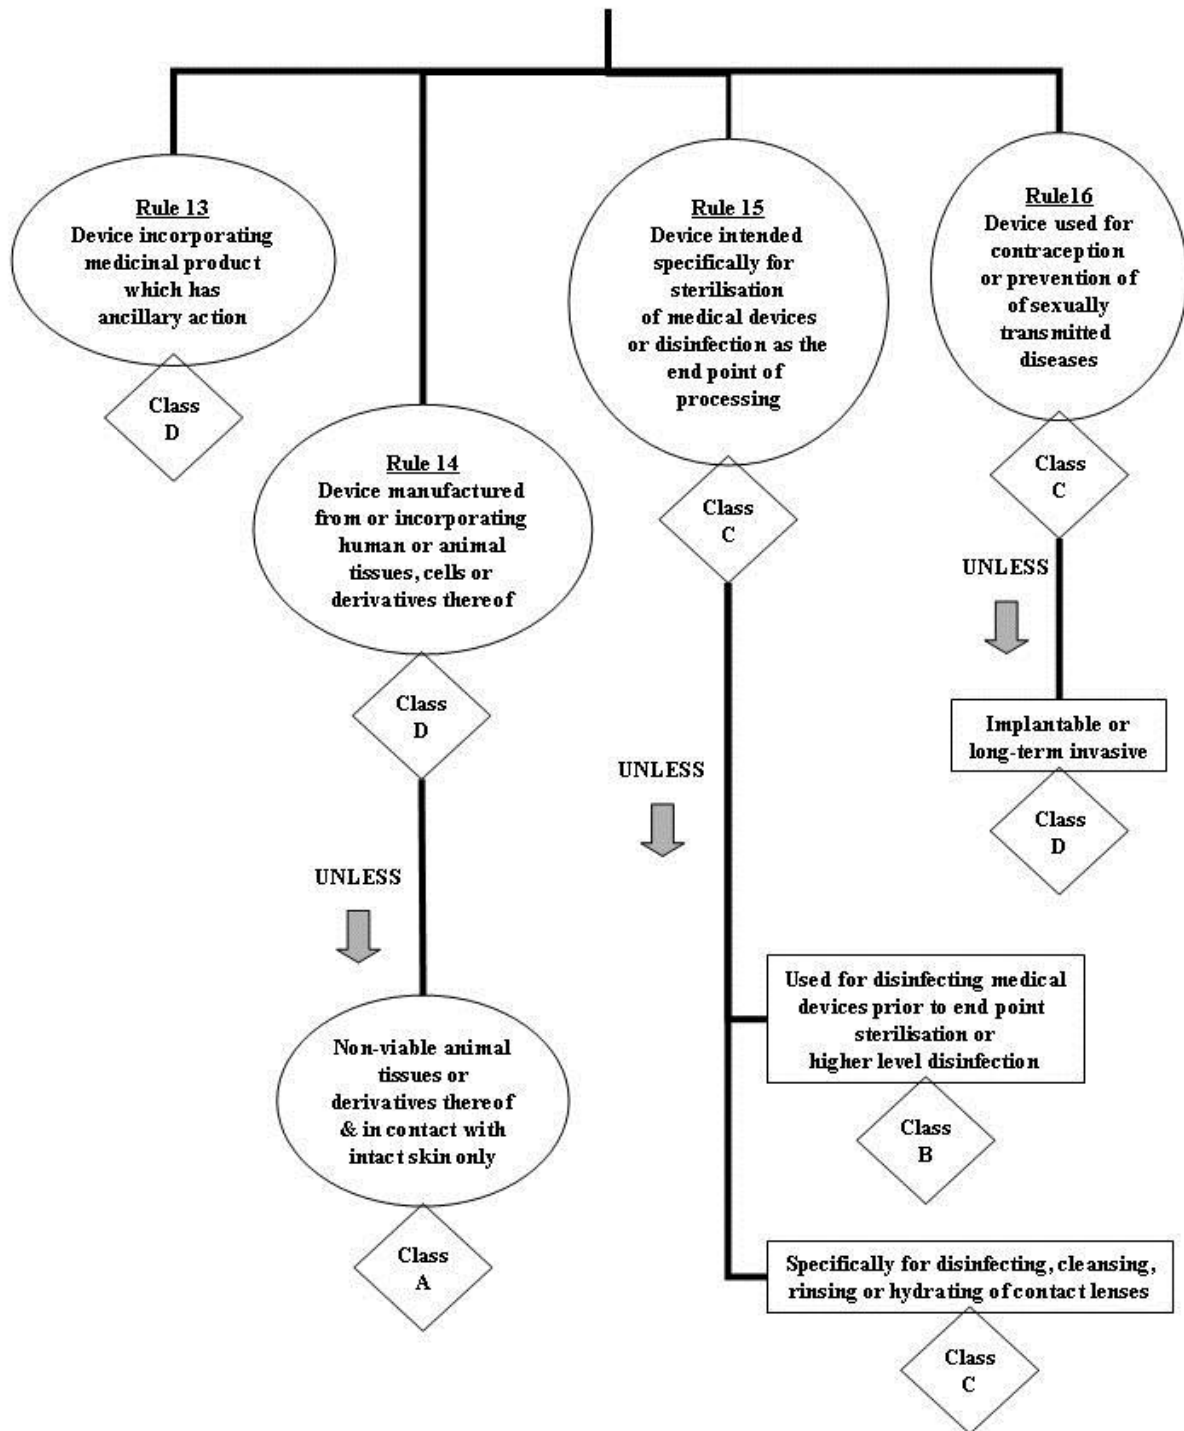 Rule 13
Device incorporating
medicinal product
which has
ancillary action
Class
D
Rule 14
Device manufactured
from or incorporating
human or animal
tissues, cells or
derivatives thereof
Class
D
UNLESS
Non-viable animal
tissues or
derivatives thereof
& in contact with
intact skin only
Class
A
Rule 15
Device intended
specifically for
sterilisation
of medical devices
or disinfection as the
end point of
processing
Class
C
UNLESS
Used for disinfecting medical
devices prior to end point
sterilisation or
higher level disinfection
Class
B
Specifically for disinfecting, cleansing,
rinsing or hydrating of contact lenses
Class
C
Rule16
Device used for
contraception
or prevention of
of sexually
transmitted
diseases
Class
C
UNLESS
Implantable or
long-term invasive
Class
D